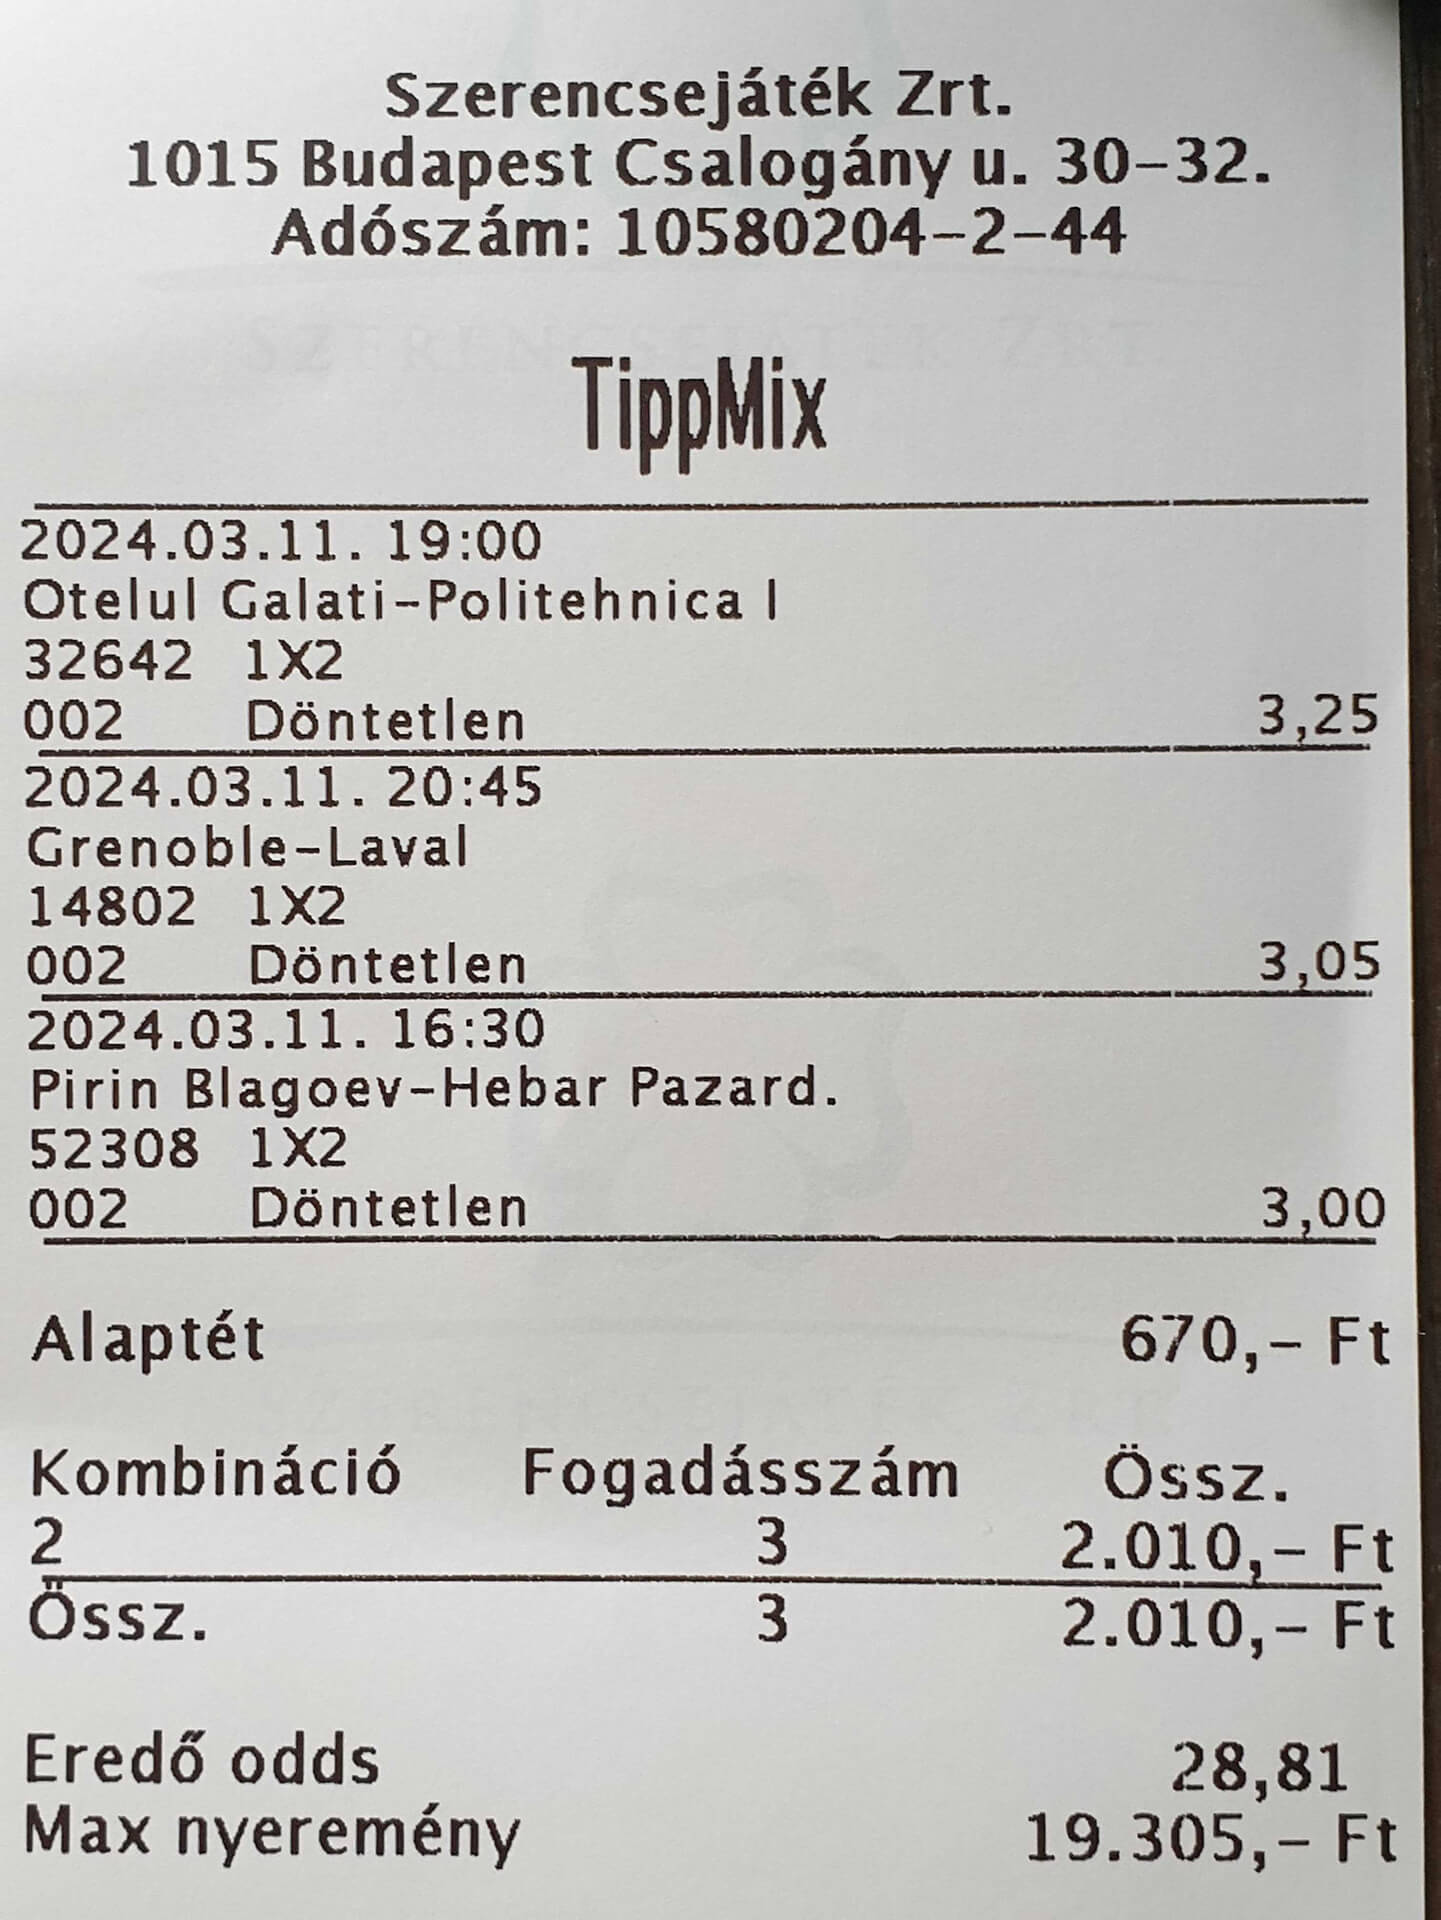 Szerencsejáték Zrt.
1015 Budapest Csalogány u. 30-32.
Adószám: 10580204-2-44
SZERENCSEJÁTÉK ZRT
TippMix
2024.03.11. 19:00
Otelul Galati-Politehnica I
32642 1X2
002 Döntetlen 3,25
2024.03.11. 20:45
Grenoble-Laval
14802 1X2
002 Döntetlen 3,05
2024.03.11. 16:30
Pirin Blagoev-Hebar Pazard.
52308 1X2
002 Döntetlen 3,00
Alaptét 670,- Ft
SZERENCSEJÁTÉK ZRT
Kombináció Fogadásszám Össz.
2 3 2.010,- Ft
Össz. 3 2.010,- Ft
Eredő odds 28,81
Max nyeremény 19.305,- Ft